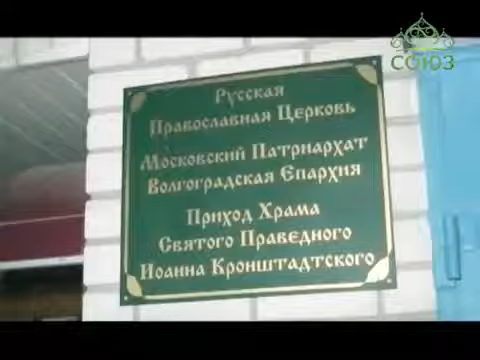 СОЮЗ
Русская
Православная Церковь
Московский Патриархат
Волгоградская Епархия
Приход Храма
Святого Праведного
Иоанна Кронштадтского